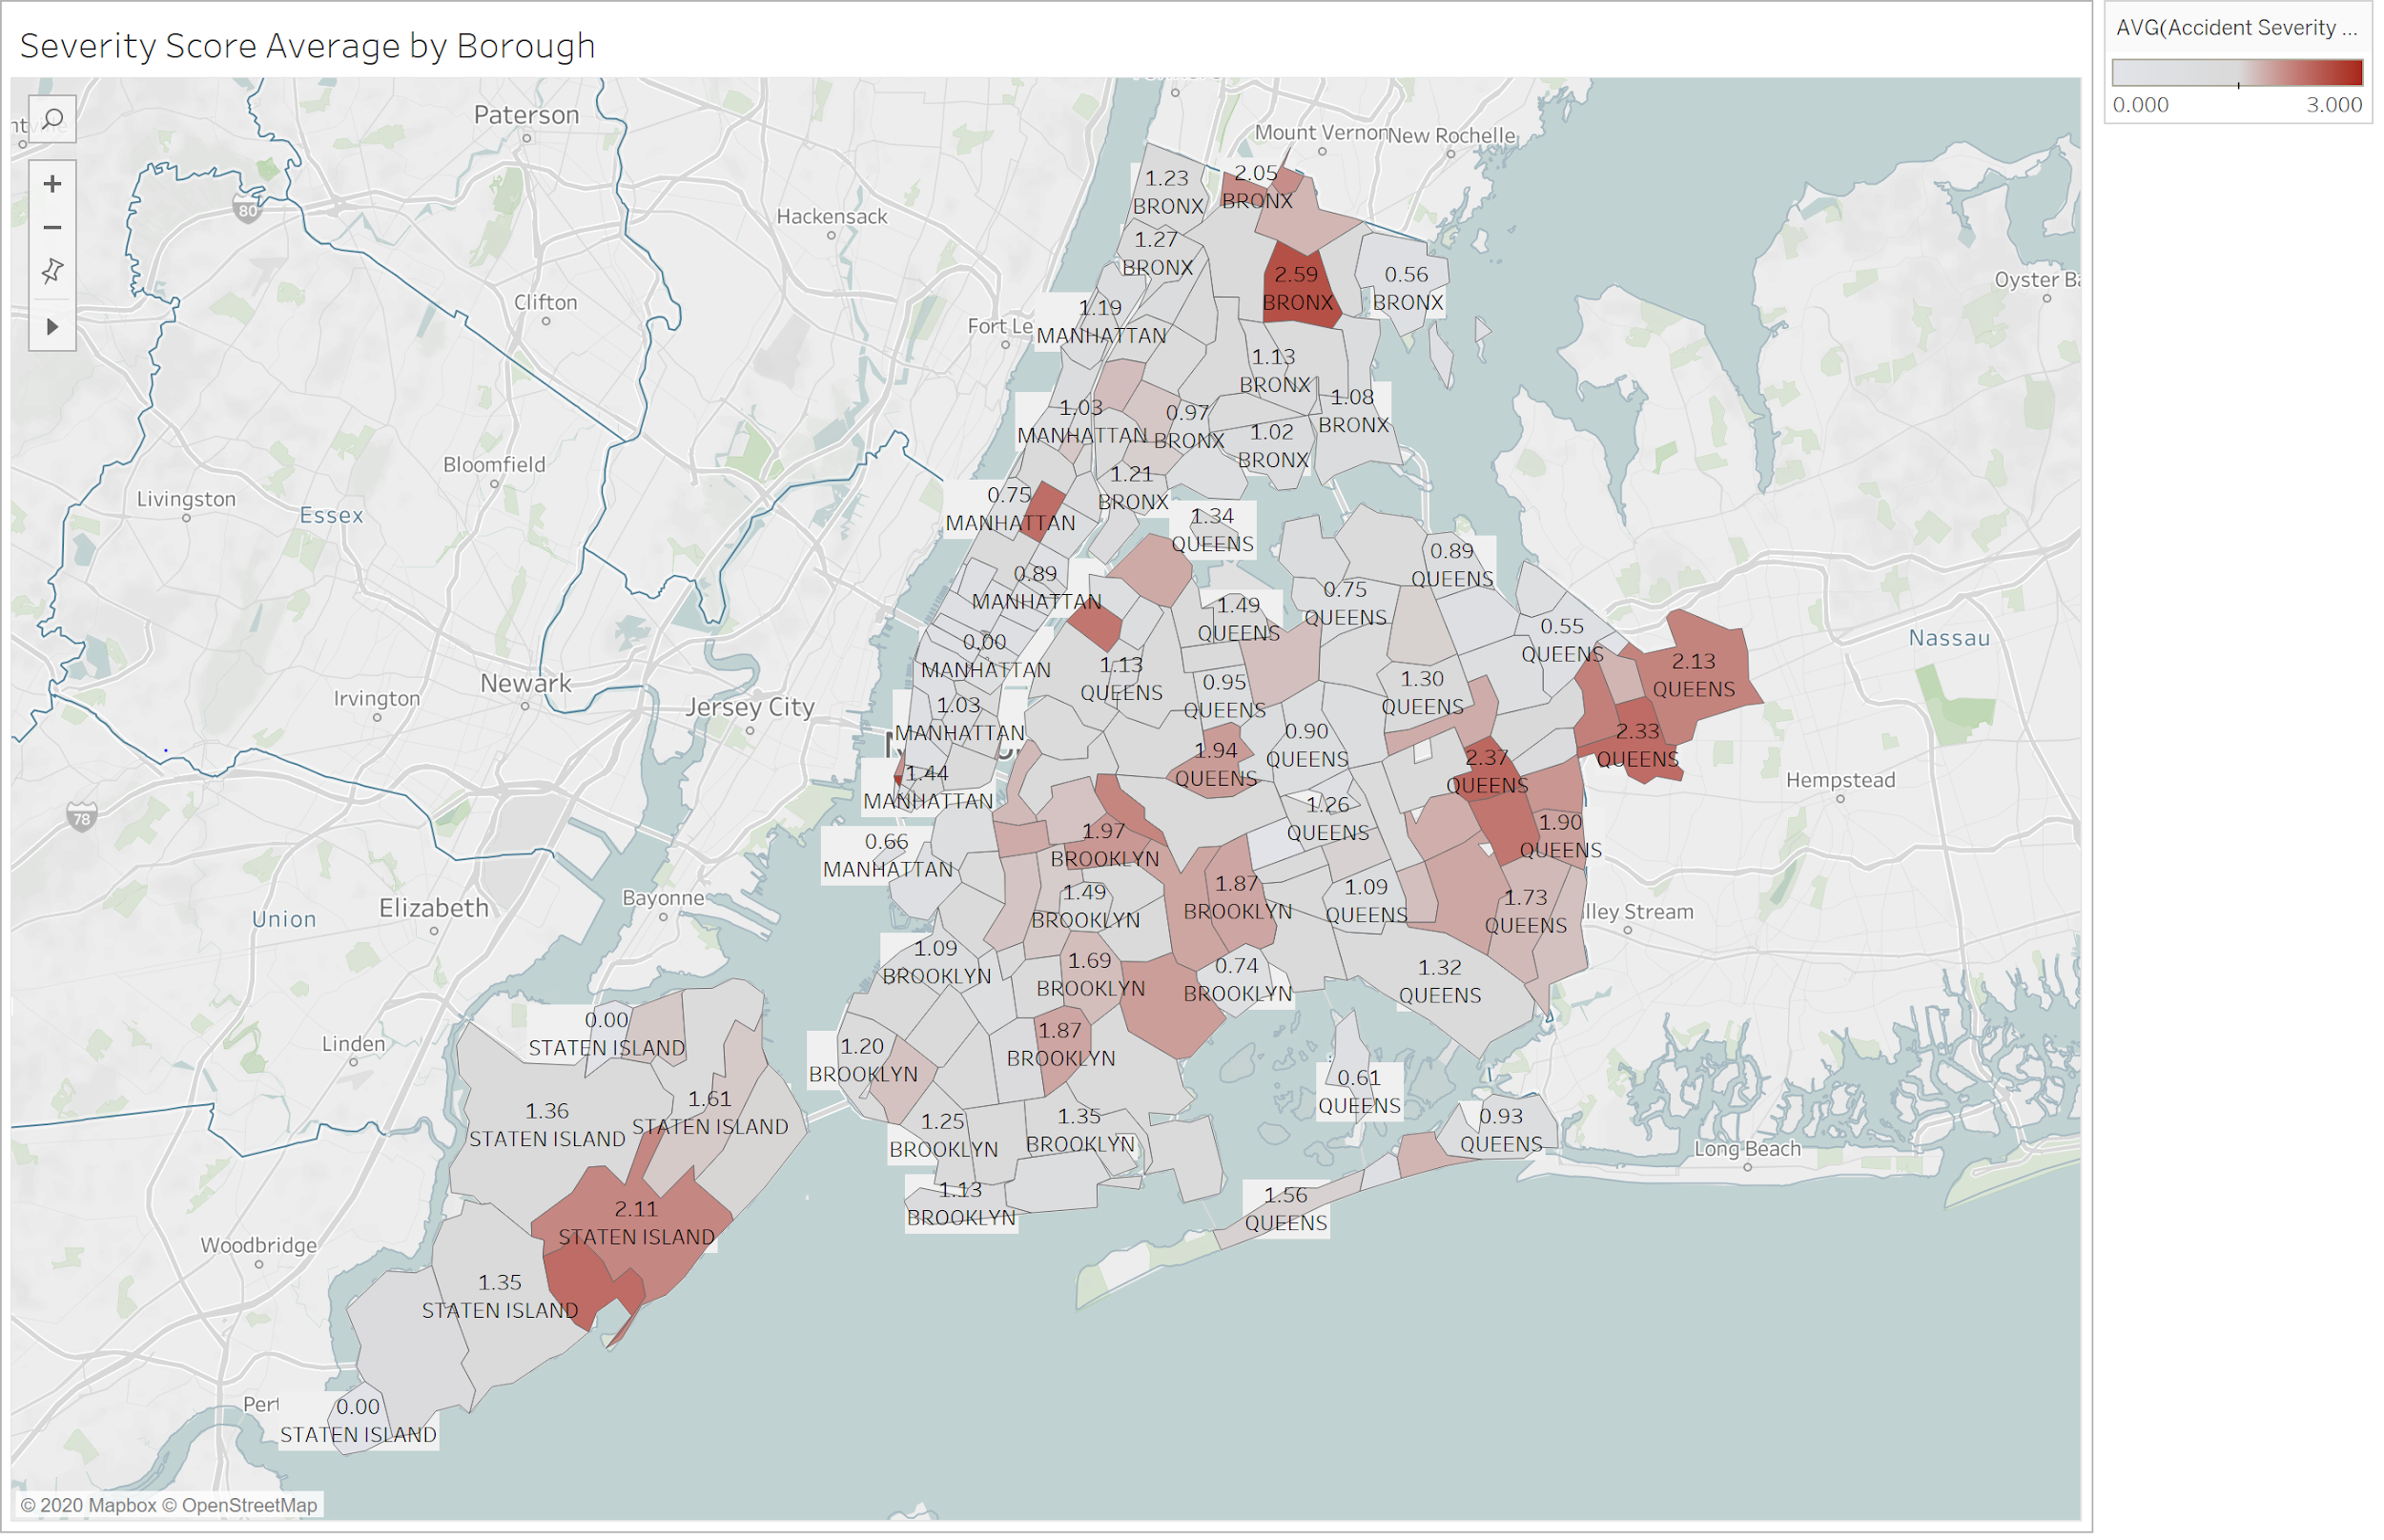 Severity Score Average by Borough
AVG(Accident Severity ...
0.000
3.000
Paterson
Mount Vernon
New Rochelle
80
Hackensack
Clifton
Fort Le
Oyster Ba
Bloomfield
Livingston
Essex
Nassau
Irvington
Newark
Jersey City
Hempstead
78
Bayonne
Union
Elizabeth
lley Stream
Linden
Long Beach
Woodbridge
Pert
1.23
BRONX
2.05
BRONX
1.27
BRONX
2.59
BRONX
0.56
BRONX
1.19
MANHATTAN
1.13
BRONX
1.08
BRONX
1.03
MANHATTAN
0.97
BRONX
1.02
BRONX
1.21
BRONX
0.75
MANHATTAN
1.34
QUEENS
0.89
QUEENS
0.89
MANHATTAN
0.75
QUEENS
1.49
QUEENS
0.55
QUEENS
0.00
MANHATTAN
1.13
QUEENS
2.13
QUEENS
0.95
QUEENS
1.30
QUEENS
1.03
MANHATTAN
0.90
QUEENS
2.33
QUEENS
1.94
QUEENS
2.37
QUEENS
1.44
MANHATTAN
1.26
QUEENS
1.90
QUEENS
1.97
BROOKLYN
0.66
MANHATTAN
1.49
BROOKLYN
1.87
BROOKLYN
1.09
QUEENS
1.73
QUEENS
1.09
BROOKLYN
1.69
BROOKLYN
0.74
BROOKLYN
1.32
QUEENS
0.00
STATEN ISLAND
1.87
BROOKLYN
1.20
BROOKLYN
0.61
QUEENS
1.36
STATEN ISLAND
1.61
STATEN ISLAND
1.25
BROOKLYN
1.35
BROOKLYN
0.93
QUEENS
1.13
BROOKLYN
1.56
QUEENS
2.11
STATEN ISLAND
1.35
STATEN ISLAND
0.00
STATEN ISLAND
© 2020 Mapbox © OpenStreetMap